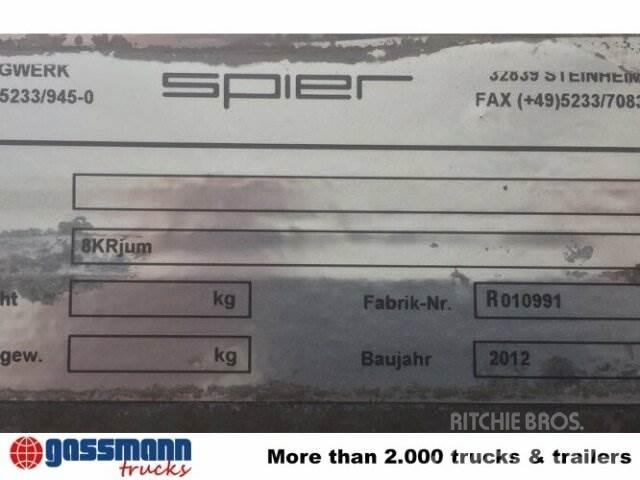 GWERK
5233/945-0
spier
32839 STEINHEIM
FAX (+49)5233/7083
8KRjum
ht kg
Fabrik-Nr. R010991
gew. kg
Baujahr 2012
RITCHIE BROS.
gassmann
trucks
More than 2.000 trucks & trailers